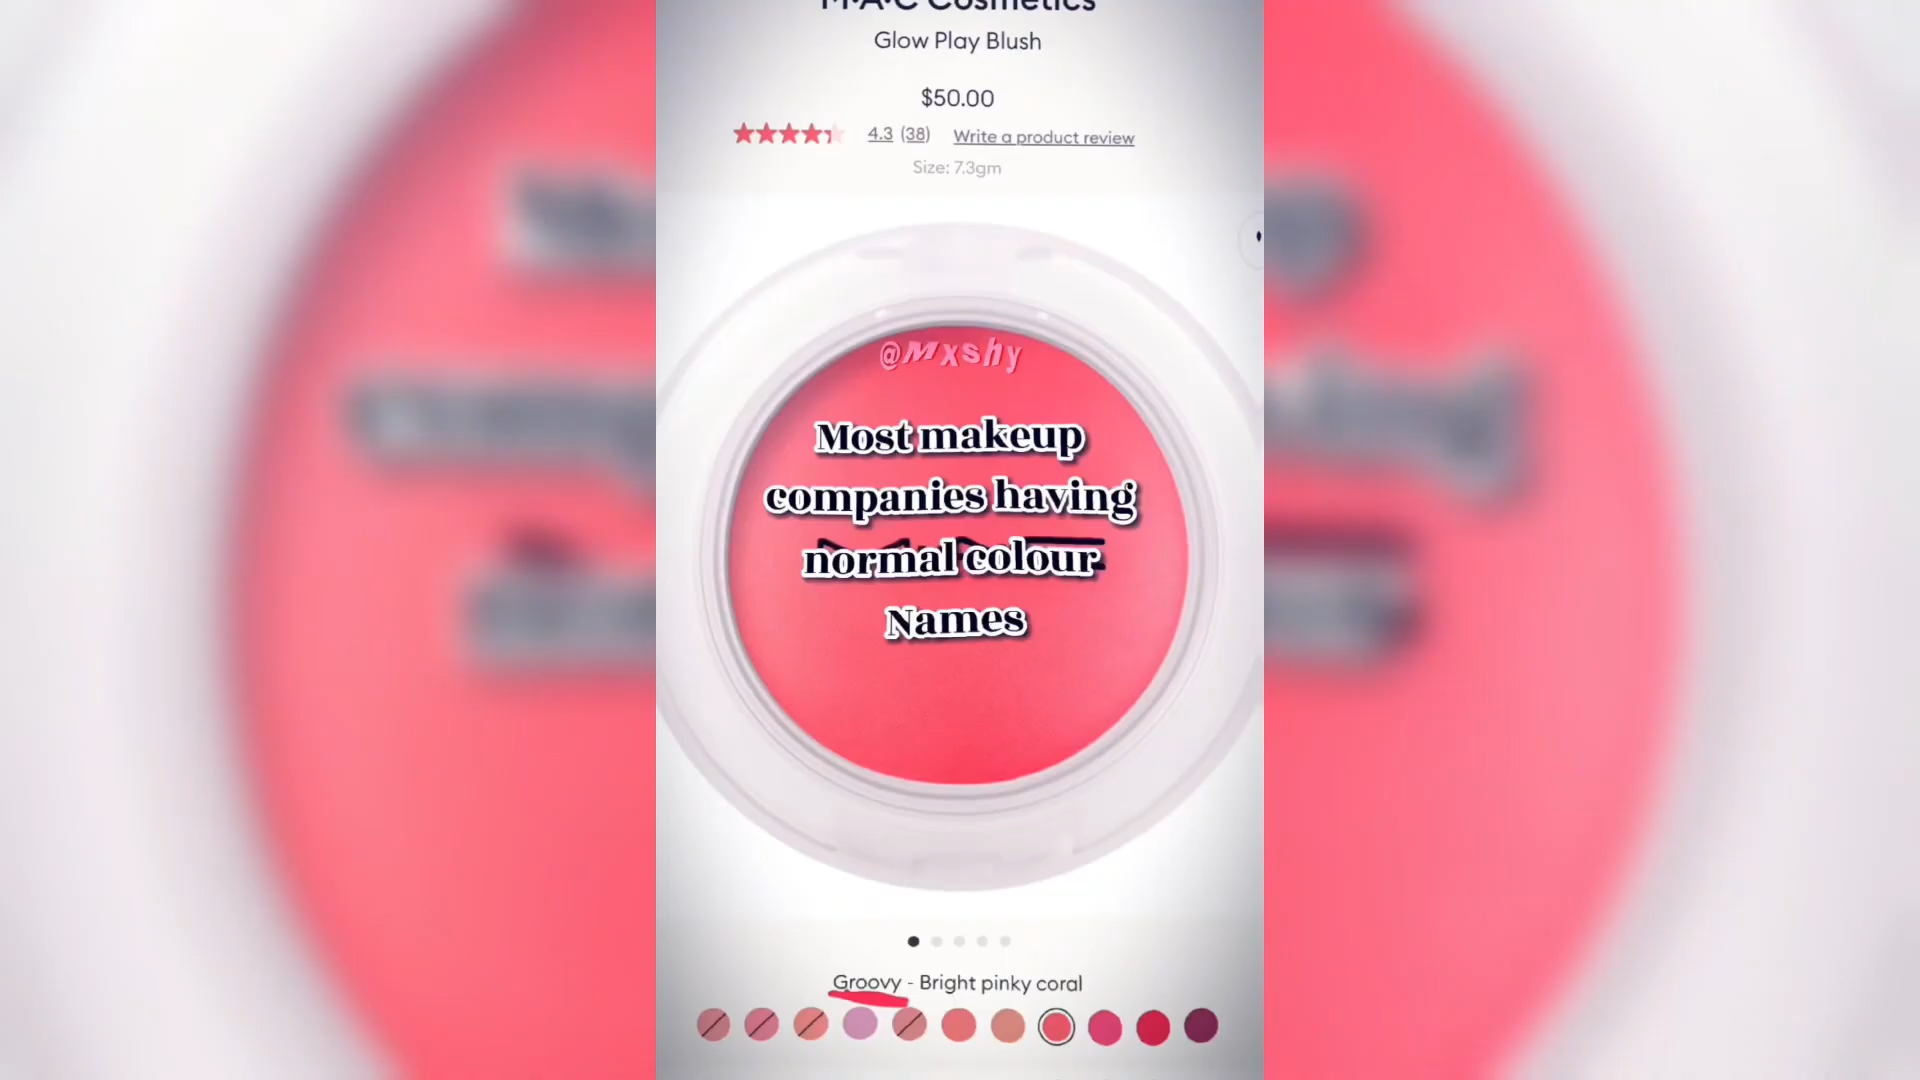 M·A·C Cosmetics
Glow Play Blush
$50.00
4.3 (38) Write a product review
Size: 7.3gm
@Mxshy
Most makeup
companies having
normal colour
Names
Groovy - Bright pinky coral